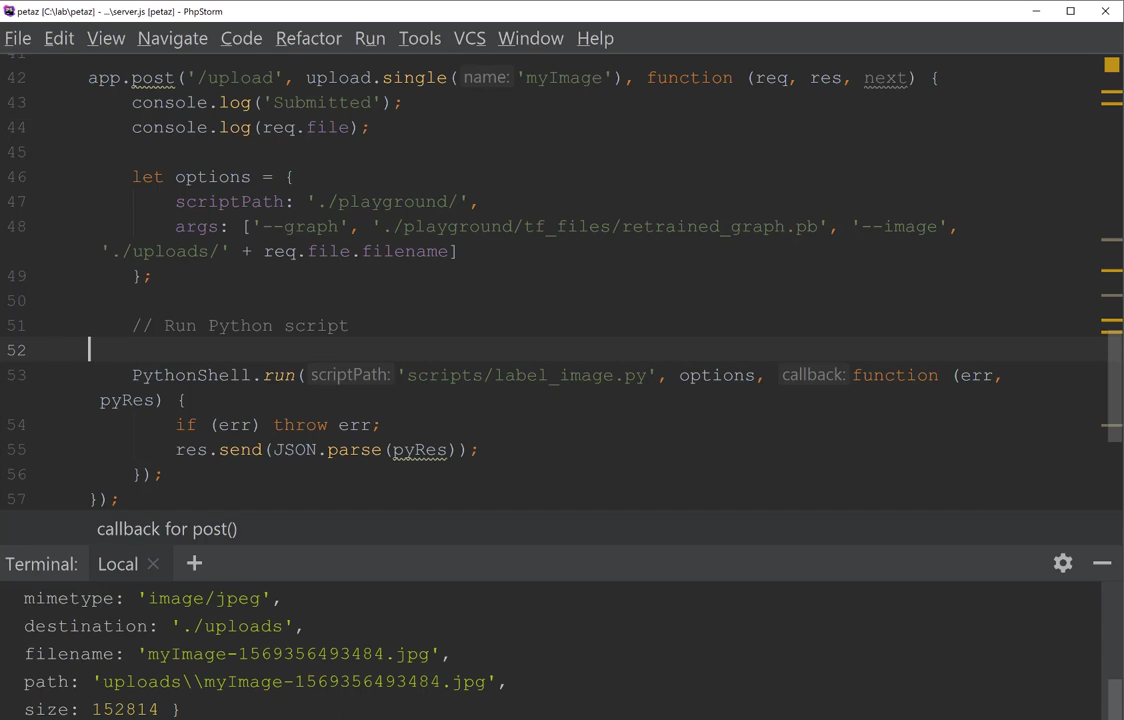 petaz [C:\lab\petaz] - ...\server.js [petaz] - PhpStorm
File Edit View Navigate Code Refactor Run Tools VCS Window Help
41
42 app.post('/upload', upload.single( name: 'myImage'), function (req, res, next) {
43 console.log('Submitted');
44 console.log(req.file);
45
46 let options = {
47 scriptPath: './playground/',
48 args: ['--graph', './playground/tf_files/retrained_graph.pb', '--image',
'./uploads/' + req.file.filename]
49 };
50
51 // Run Python script
52
53 PythonShell.run( scriptPath: 'scripts/label_image.py', options, callback: function (err,
pyRes) {
54 if (err) throw err;
55 res.send(JSON.parse(pyRes));
56 });
57 });
callback for post()
Terminal: Local × +
mimetype: 'image/jpeg',
destination: './uploads',
filename: 'myImage-1569356493484.jpg',
path: 'uploads\\myImage-1569356493484.jpg',
size: 152814 }